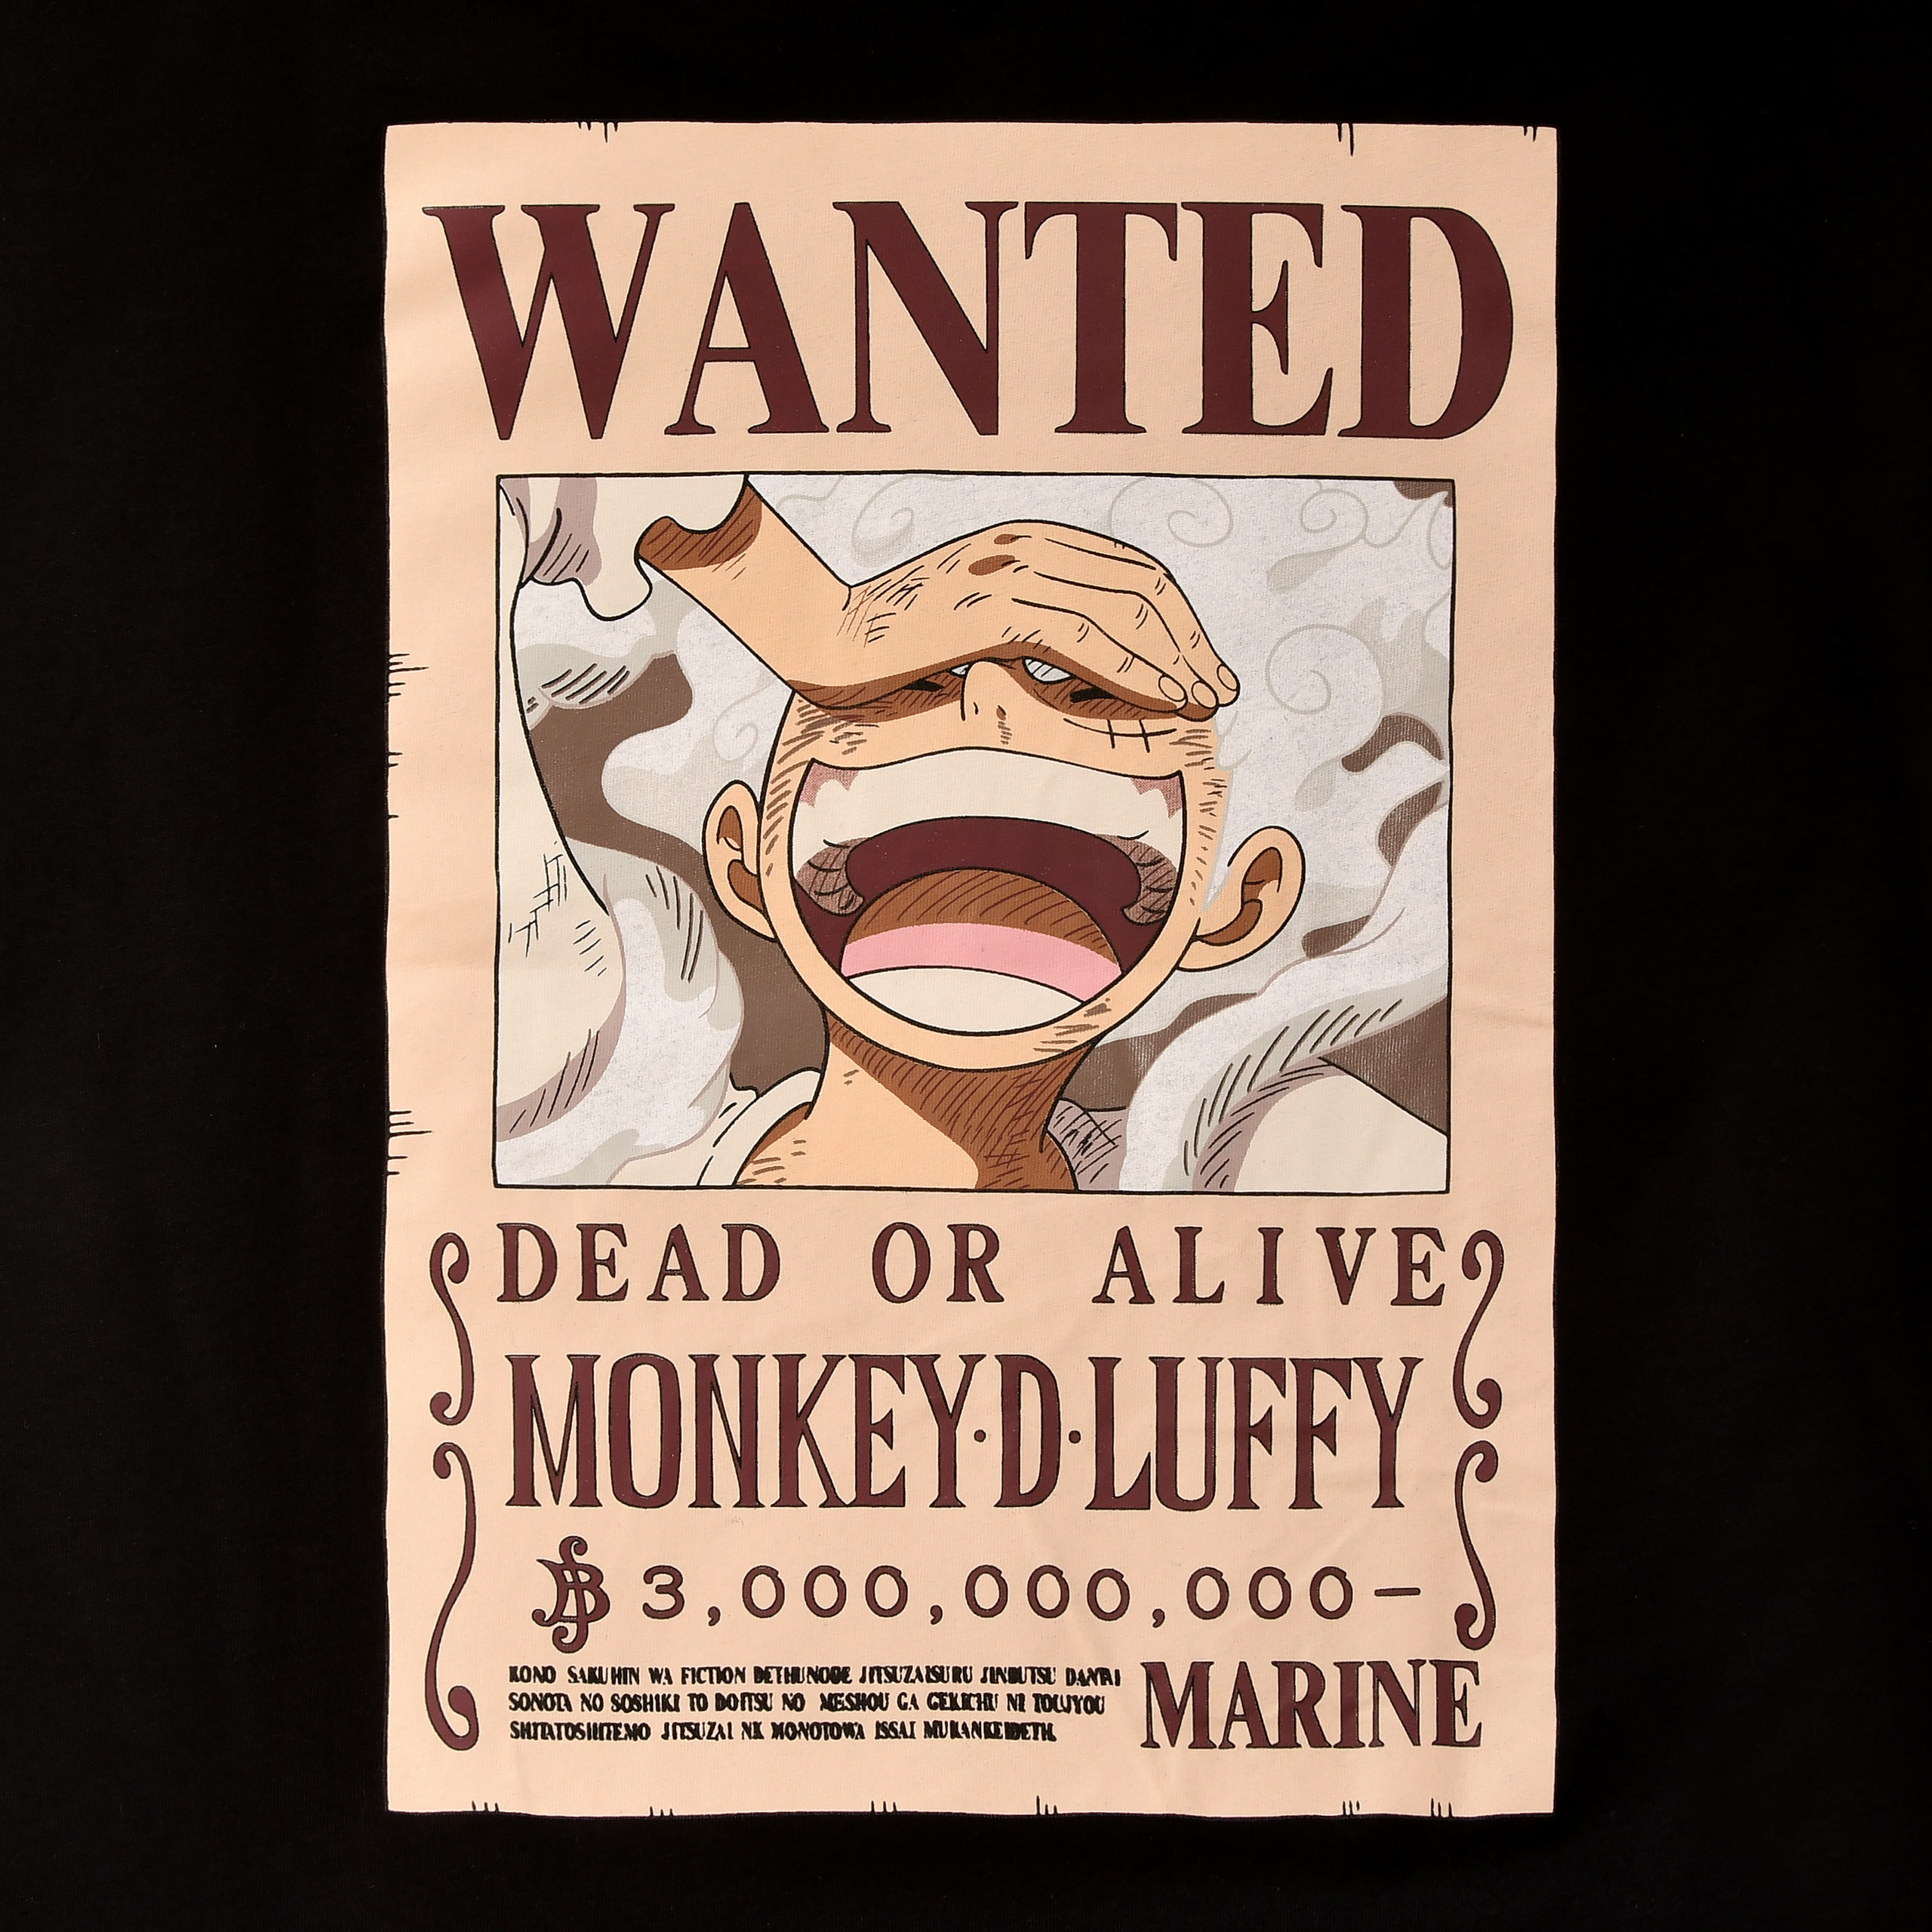 WANTED
DEAD OR ALIVE
MONKEY·D·LUFFY
3,000,000,000-
KONO SAKUHIN WA FICTION DETHUNODE JITSUZAISURU JINBUTSU DANTAI
SONOTA NO SOSHIKI TO DOITSU NO MEISHOU GA GEKICHU NI TOUJYOU
SHITATOSHITEMO JITSUZAI NK MONOTOWA ISSAI MUKANKEIDETH.
MARINE